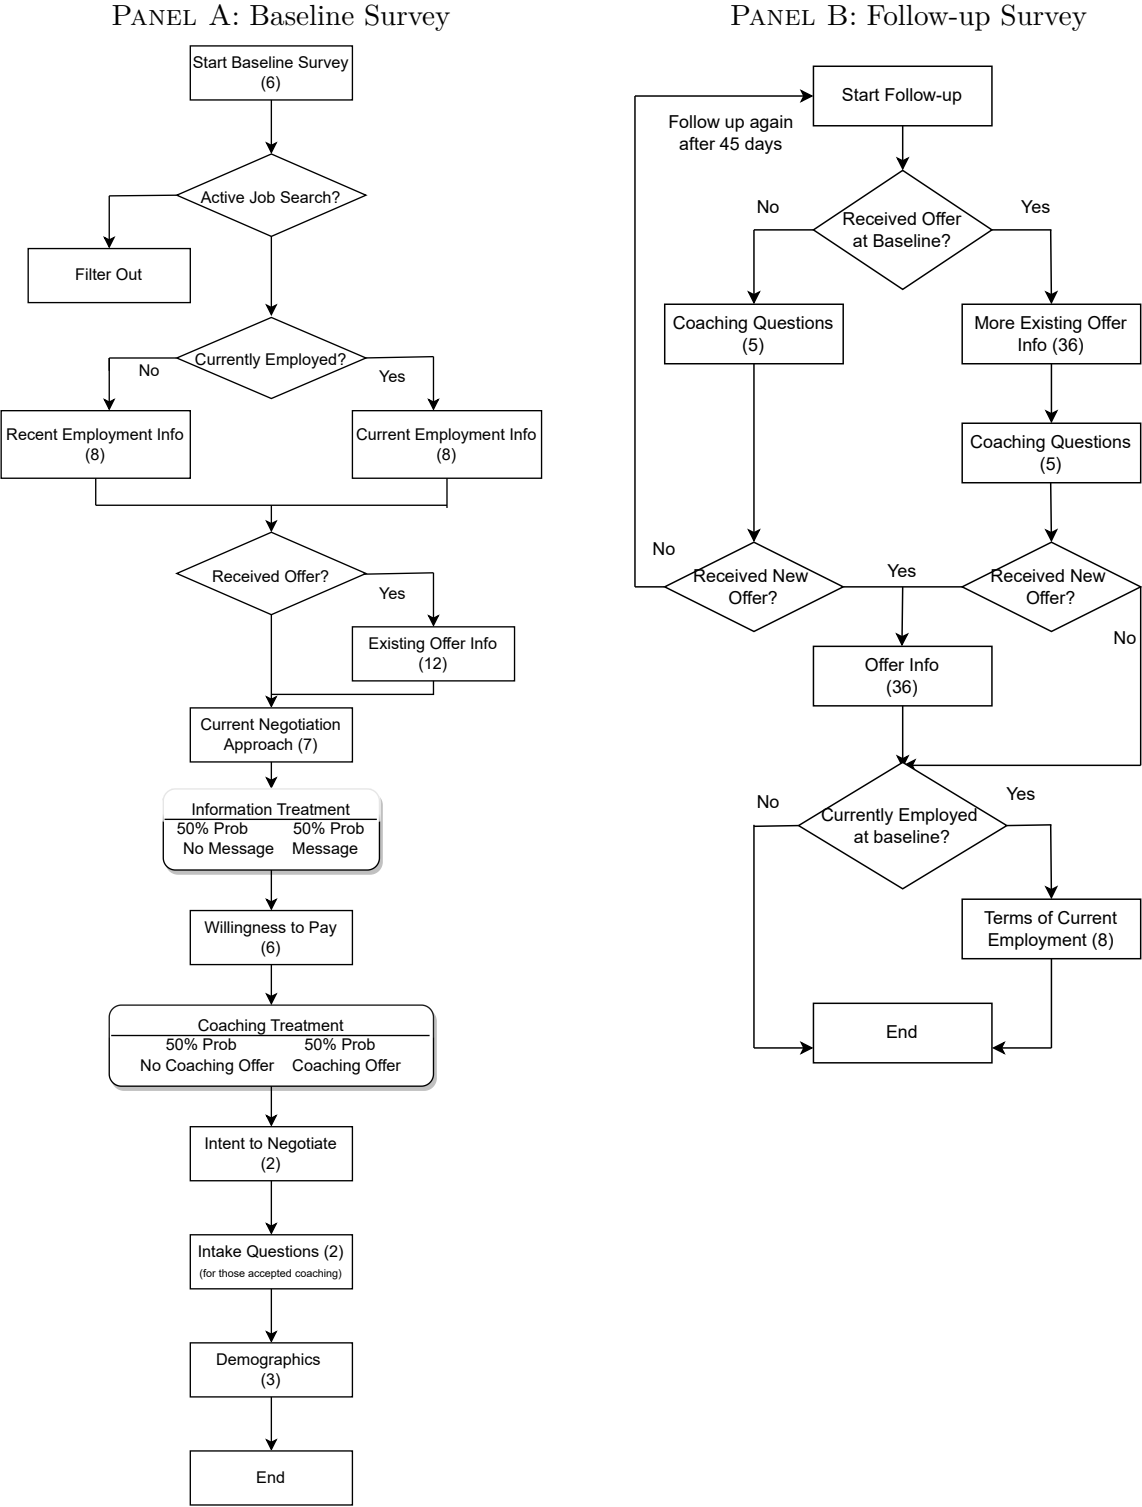 PANEL A: Baseline Survey
Start Baseline Survey
(6)
Active Job Search?
Filter Out
Currently Employed?
No
Yes
Recent Employment Info
(8)
Current Employment Info
(8)
Received Offer?
Yes
Existing Offer Info
(12)
Current Negotiation
Approach (7)
Information Treatment
50% Prob 50% Prob
No Message Message
Willingness to Pay
(6)
Coaching Treatment
50% Prob 50% Prob
No Coaching Offer Coaching Offer
Intent to Negotiate
(2)
Intake Questions (2)
(for those accepted coaching)
Demographics
(3)
End
PANEL B: Follow-up Survey
Start Follow-up
Follow up again
after 45 days
Received Offer
at Baseline?
No
Yes
Coaching Questions
(5)
More Existing Offer
Info (36)
Coaching Questions
(5)
No
Received New
Offer?
Yes
Received New
Offer?
No
Offer Info
(36)
Currently Employed
at baseline?
No
Yes
Terms of Current
Employment (8)
End